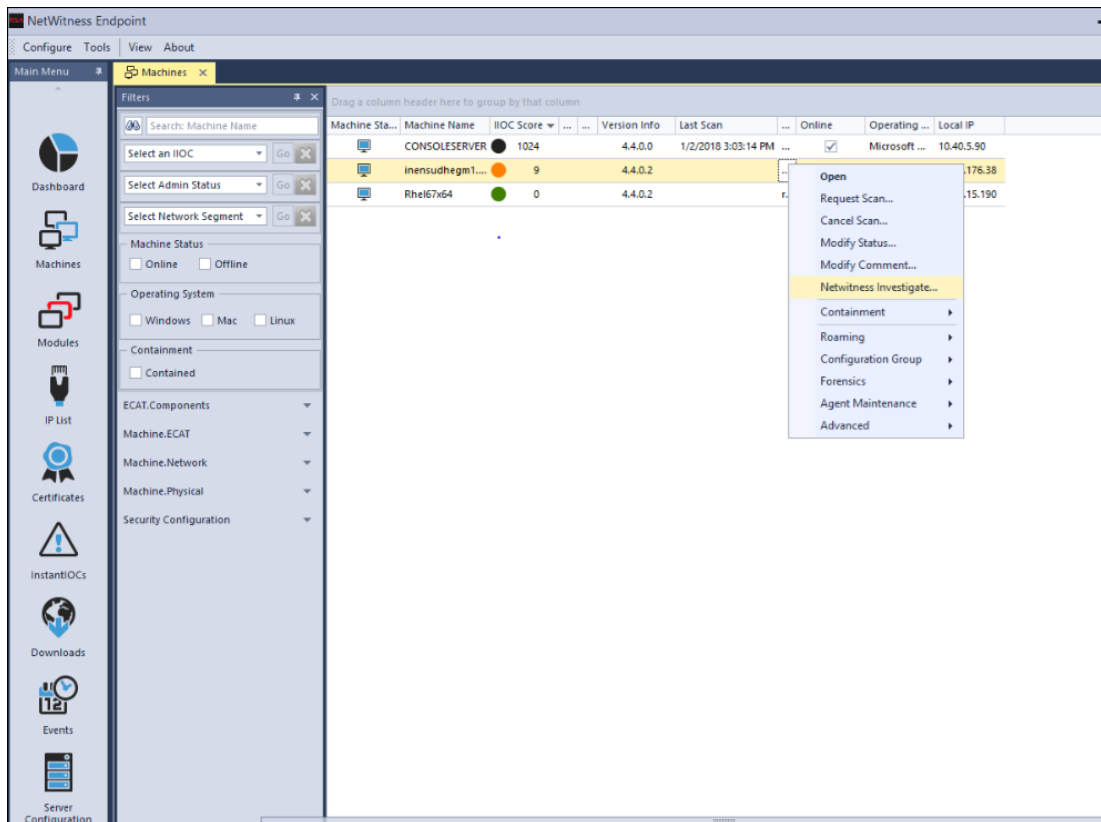 RSA NetWitness Endpoint
Configure Tools View About
Main Menu
Machines
Filters
Drag a column header here to group by that column
Search: Machine Name
Machine Sta... Machine Name IIOC Score ... ... Version Info Last Scan ... Online Operating ... Local IP
Select an IIOC Go
CONSOLESERVER 1024 4.4.0.0 1/2/2018 3:03:14 PM ... Microsoft ... 10.40.5.90
inensudhegm1.... 9 4.4.0.2 .176.38
Rhel67x64 0 4.4.0.2 r. .15.190
Select Admin Status Go
Select Network Segment Go
Machine Status
Online Offline
Operating System
Windows Mac Linux
Containment
Contained
ECAT.Components
Machine.ECAT
Machine.Network
Machine.Physical
Security Configuration
Open
Request Scan...
Cancel Scan...
Modify Status...
Modify Comment...
Netwitness Investigate...
Containment
Roaming
Configuration Group
Forensics
Agent Maintenance
Advanced
Dashboard
Machines
Modules
IP List
Certificates
InstantIOCs
Downloads
12
Events
Server
Configuration